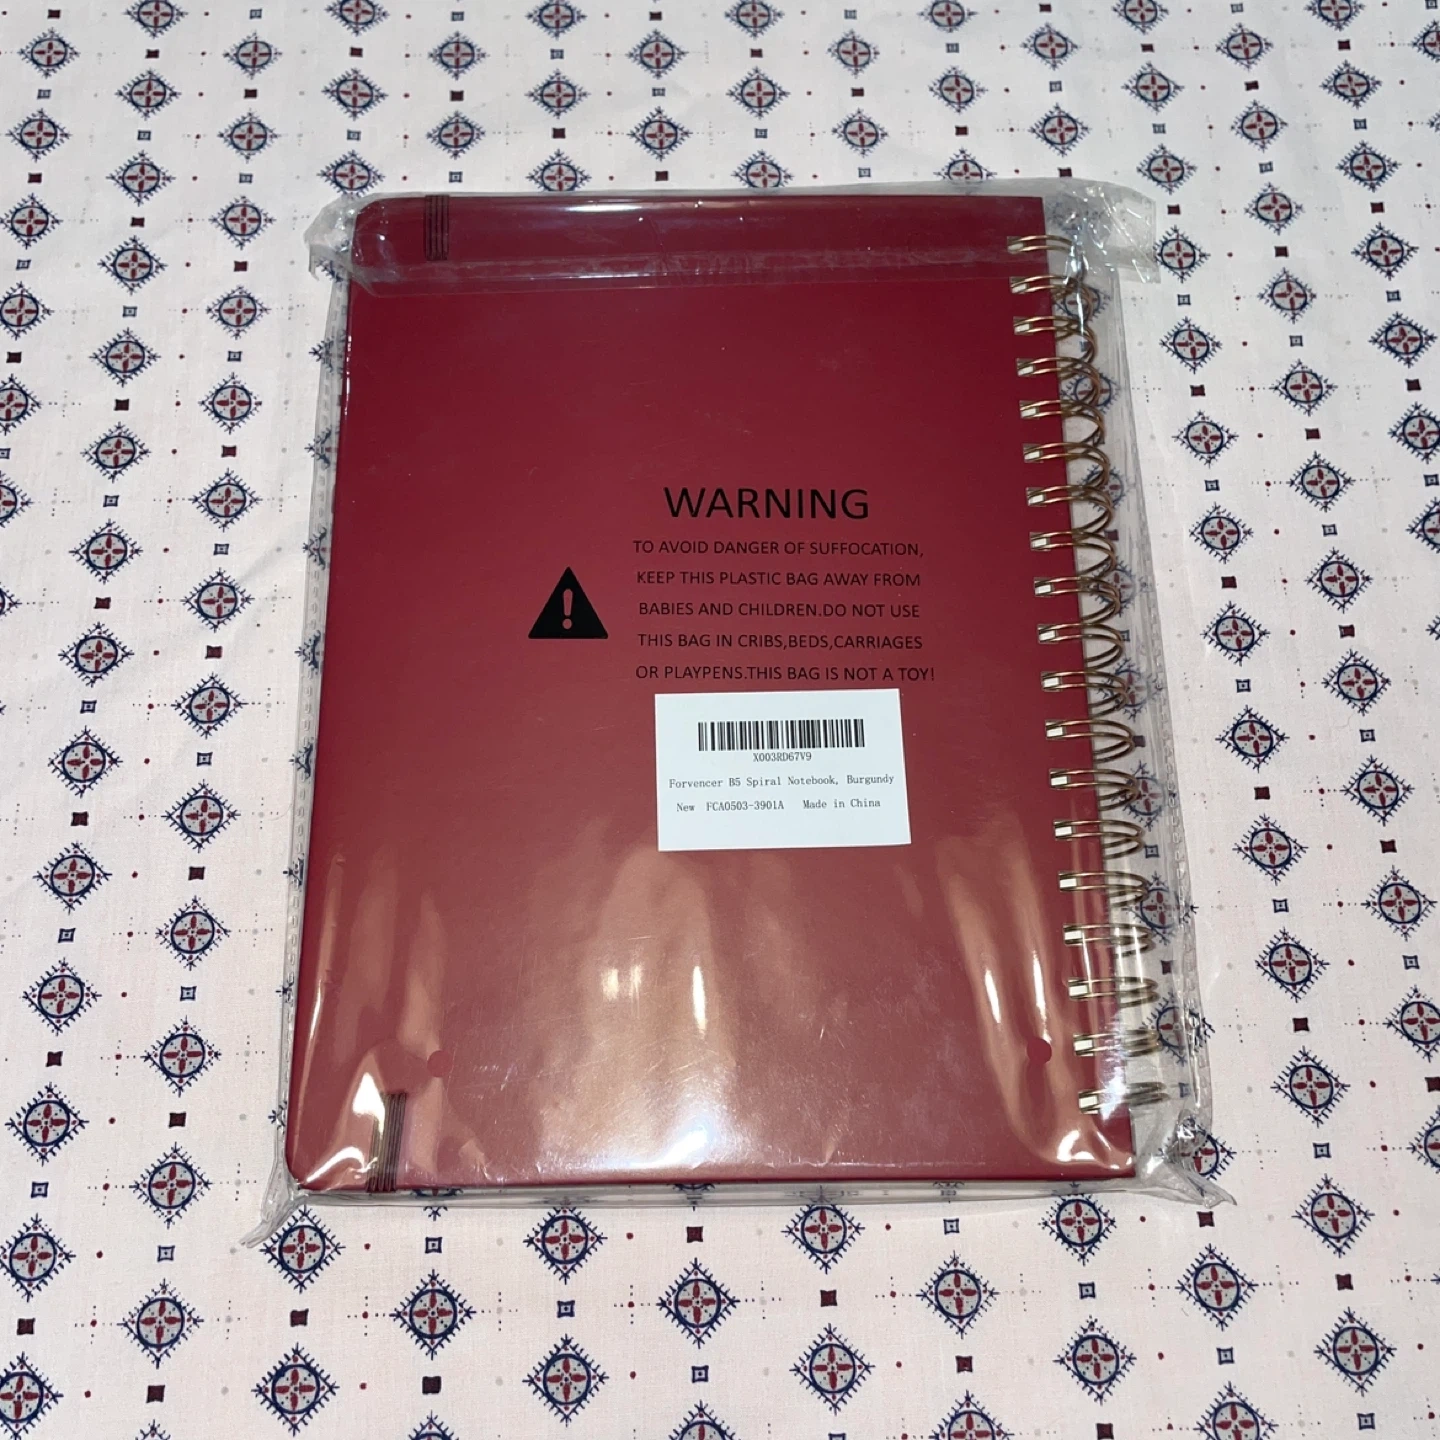 WARNING
TO AVOID DANGER OF SUFFOCATION,
KEEP THIS PLASTIC BAG AWAY FROM
BABIES AND CHILDREN.DO NOT USE
THIS BAG IN CRIBS,BEDS,CARRIAGES
OR PLAYPENS.THIS BAG IS NOT A TOY!
X003RD67V9
Forvencer B5 Spiral Notebook, Burgundy
New FCA0503-3901A Made in China